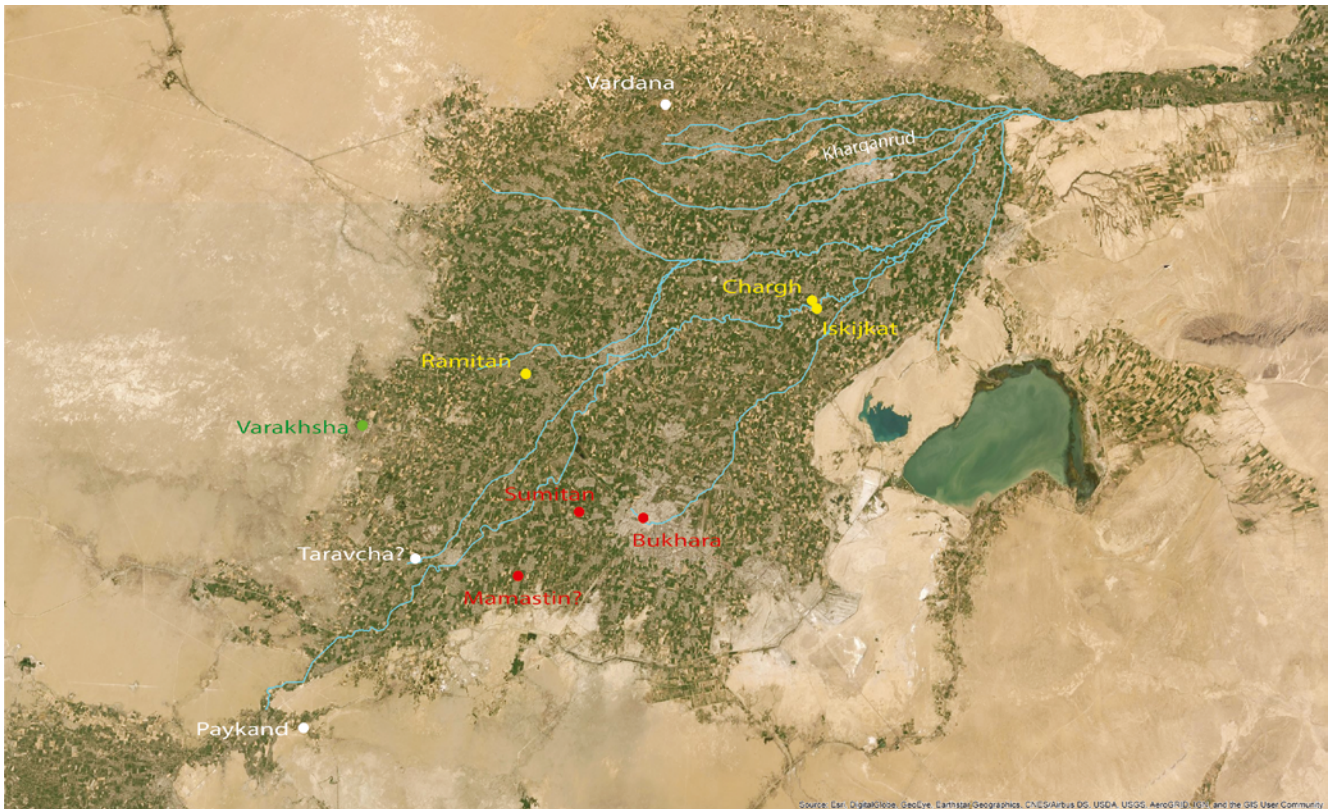 Vardana
Kharqanrud
Chargh
Iskijkat
Ramitan
Varakhsha
Sumitan
Bukhara
Taravcha?
Mamastin?
Paykand
Source: Esri, DigitalGlobe, GeoEye, Earthstar Geographics, CNES/Airbus DS, USDA, USGS, AeroGRID, IGN, and the GIS User Community